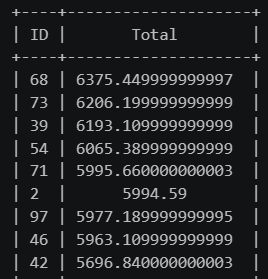 +----+-------------------+
| ID |       Total       |
+----+-------------------+
| 68 | 6375.449999999997 |
| 73 | 6206.199999999999 |
| 39 | 6193.109999999999 |
| 54 | 6065.389999999999 |
| 71 | 5995.660000000003 |
| 2  |      5994.59      |
| 97 | 5977.189999999995 |
| 46 | 5963.109999999999 |
| 42 | 5696.840000000003 |